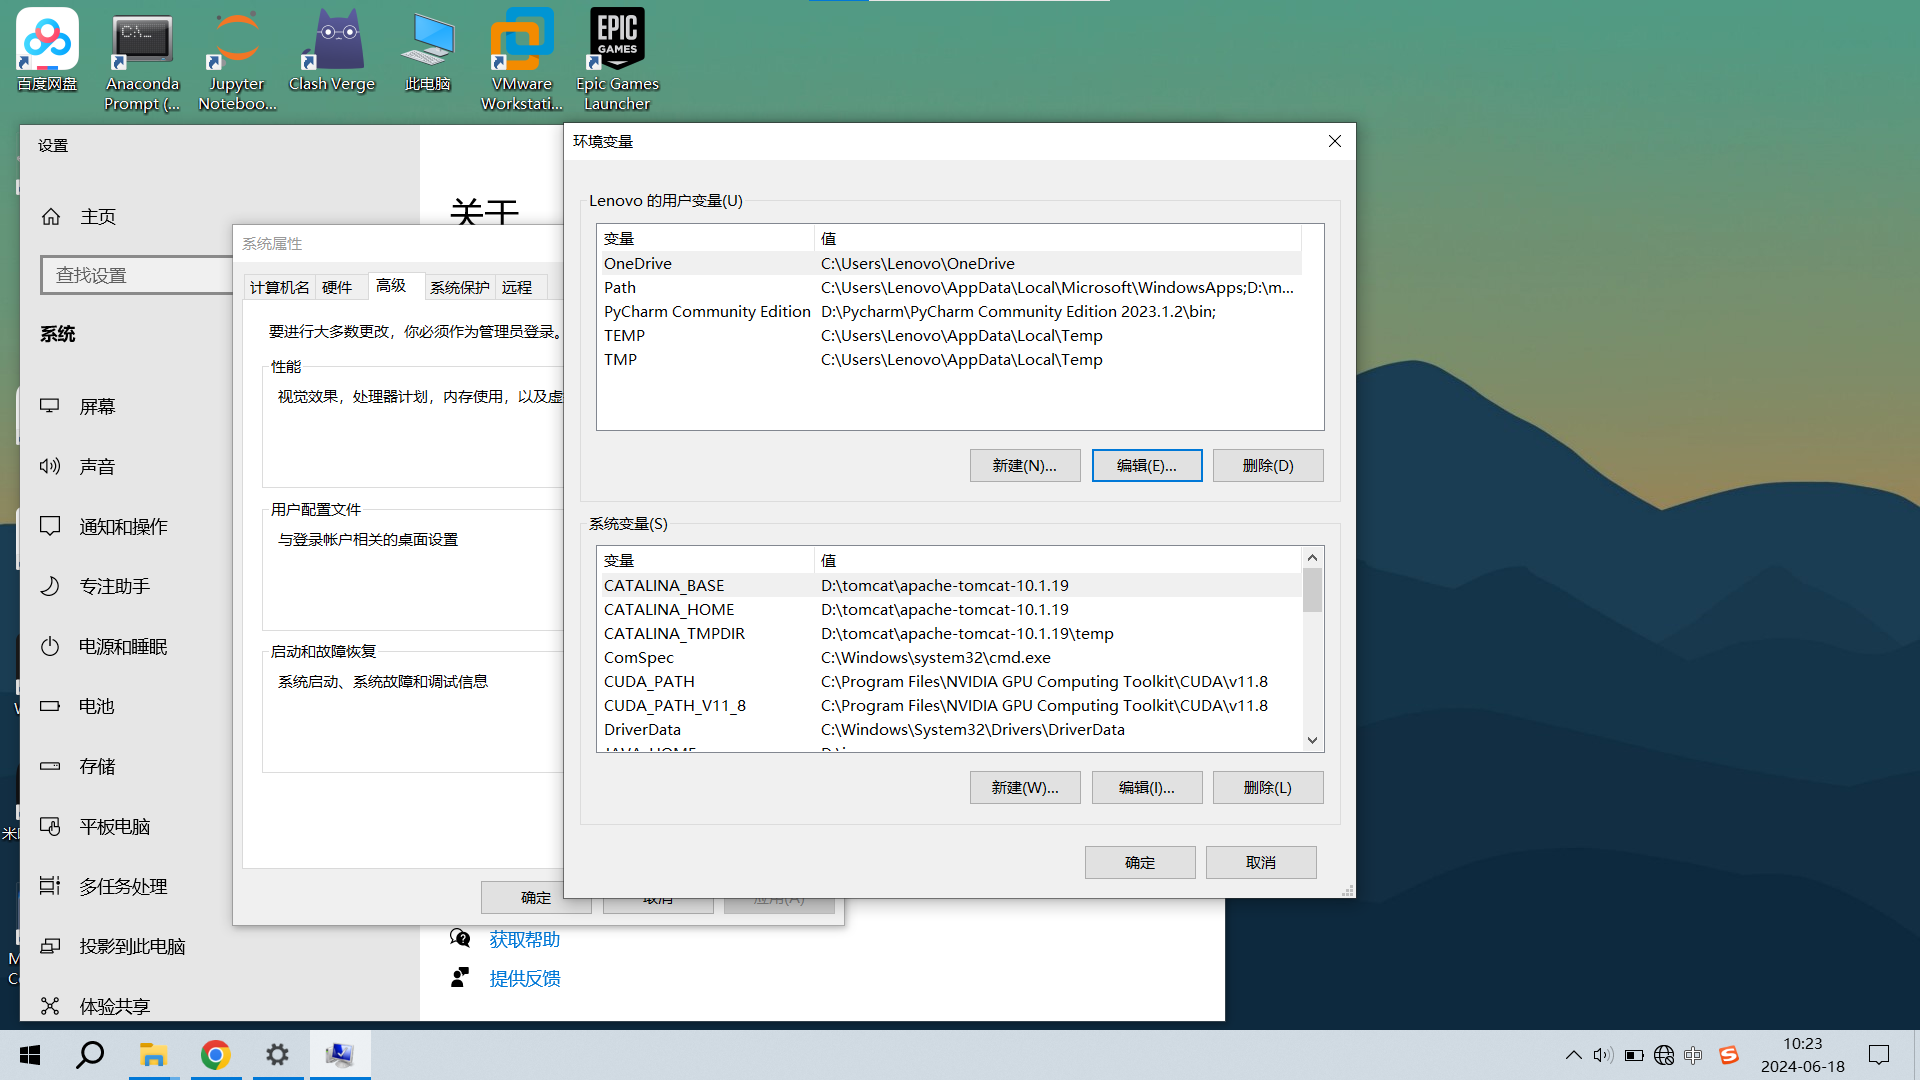 百度网盘
Anaconda
Prompt (...
Jupyter
Noteboo...
Clash Verge
此电脑
VMware
Workstati...
EPIC
GAMES
Epic Games
Launcher
设置
主页
查找设置
系统
屏幕
声音
通知和操作
专注助手
电源和睡眠
电池
存储
平板电脑
多任务处理
投影到此电脑
体验共享
关于
获取帮助
提供反馈
系统属性
计算机名
硬件
高级
系统保护
远程
要进行大多数更改，你必须作为管理员登录。
性能
视觉效果，处理器计划，内存使用，以及虚
用户配置文件
与登录帐户相关的桌面设置
启动和故障恢复
系统启动、系统故障和调试信息
确定
取消
应用(A)
环境变量
Lenovo 的用户变量(U)
变量 值
OneDrive C:\Users\Lenovo\OneDrive
Path C:\Users\Lenovo\AppData\Local\Microsoft\WindowsApps;D:\m...
PyCharm Community Edition D:\Pycharm\PyCharm Community Edition 2023.1.2\bin;
TEMP C:\Users\Lenovo\AppData\Local\Temp
TMP C:\Users\Lenovo\AppData\Local\Temp
新建(N)... 编辑(E)... 删除(D)
系统变量(S)
变量 值
CATALINA_BASE D:\tomcat\apache-tomcat-10.1.19
CATALINA_HOME D:\tomcat\apache-tomcat-10.1.19
CATALINA_TMPDIR D:\tomcat\apache-tomcat-10.1.19\temp
ComSpec C:\Windows\system32\cmd.exe
CUDA_PATH C:\Program Files\NVIDIA GPU Computing Toolkit\CUDA\v11.8
CUDA_PATH_V11_8 C:\Program Files\NVIDIA GPU Computing Toolkit\CUDA\v11.8
DriverData C:\Windows\System32\Drivers\DriverData
JAVA_HOME
新建(W)... 编辑(I)... 删除(L)
确定 取消
中
10:23
2024-06-18